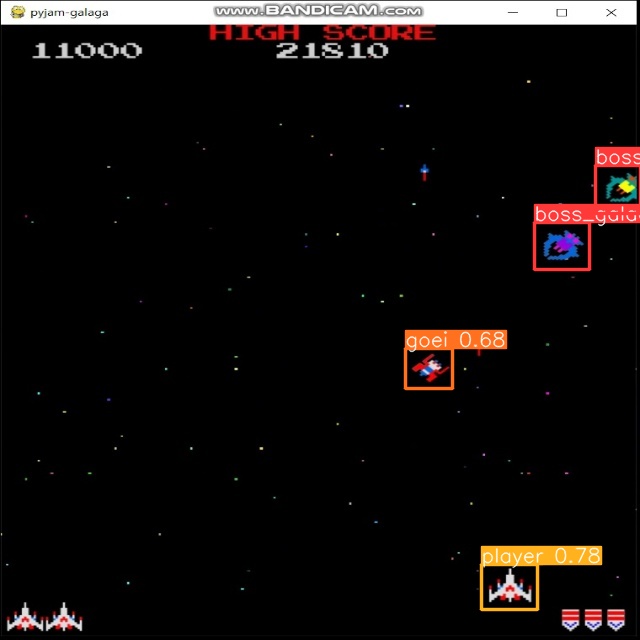 pyjam-galaga
www.BANDICAM.com
HIGH SCORE
11000 21810
boss
boss_gala
goei 0.68
player 0.78